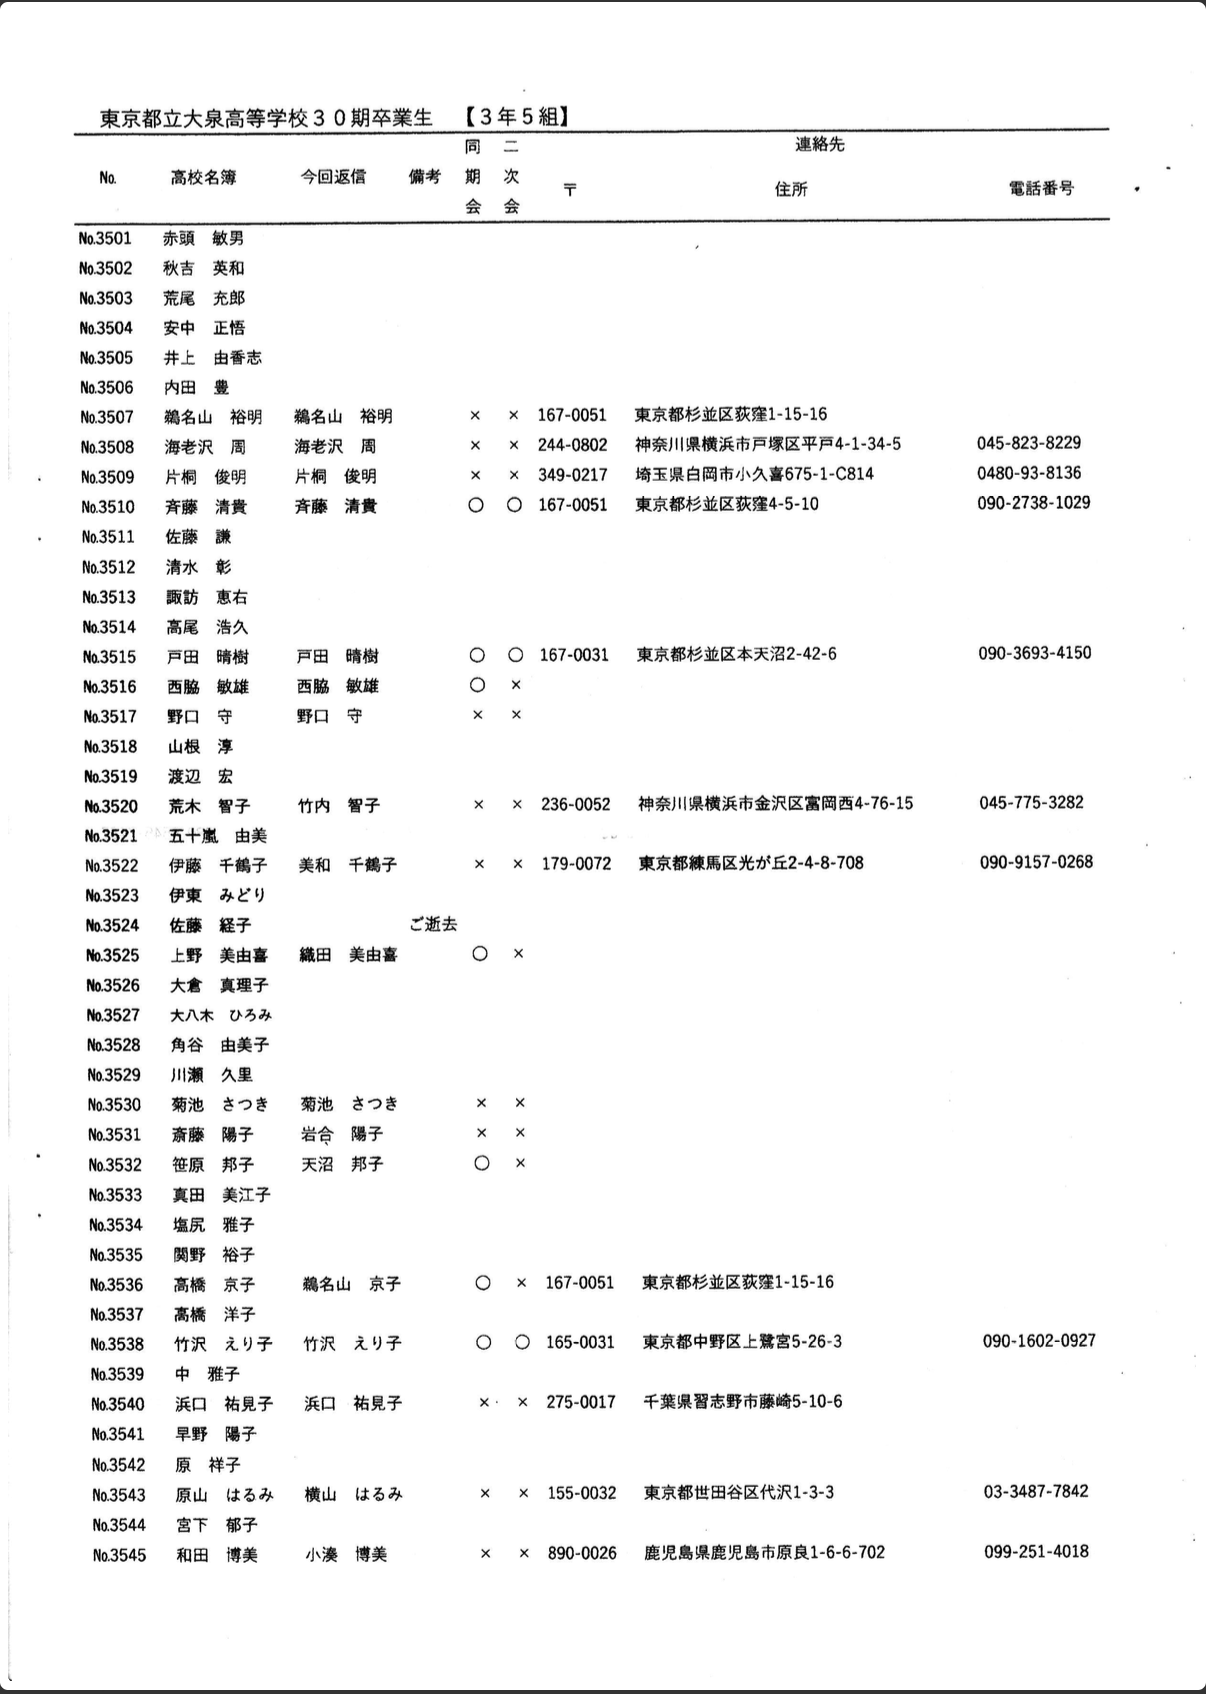 東京都立大泉高等学校30期卒業生 【3年5組】
No. 高校名簿 今回返信 備考 同期会 二次会 連絡先
〒 住所 電話番号
No.3501 赤頭 敏男
No.3502 秋吉 英和
No.3503 荒尾 充郎
No.3504 安中 正悟
No.3505 井上 由香志
No.3506 内田 豊
No.3507 鵜名山 裕明 鵜名山 裕明 × × 167-0051 東京都杉並区荻窪1-15-16
No.3508 海老沢 周 海老沢 周 × × 244-0802 神奈川県横浜市戸塚区平戸4-1-34-5 045-823-8229
No.3509 片桐 俊明 片桐 俊明 × × 349-0217 埼玉県白岡市小久喜675-1-C814 0480-93-8136
No.3510 斉藤 清貴 斉藤 清貴 ○ ○ 167-0051 東京都杉並区荻窪4-5-10 090-2738-1029
No.3511 佐藤 謙
No.3512 清水 彰
No.3513 諏訪 恵右
No.3514 高尾 浩久
No.3515 戸田 晴樹 戸田 晴樹 ○ ○ 167-0031 東京都杉並区本天沼2-42-6 090-3693-4150
No.3516 西脇 敏雄 西脇 敏雄 ○ ×
No.3517 野口 守 野口 守 × ×
No.3518 山根 淳
No.3519 渡辺 宏
No.3520 荒木 智子 竹内 智子 × × 236-0052 神奈川県横浜市金沢区富岡西4-76-15 045-775-3282
No.3521 五十嵐 由美
No.3522 伊藤 千鶴子 美和 千鶴子 × × 179-0072 東京都練馬区光が丘2-4-8-708 090-9157-0268
No.3523 伊東 みどり
No.3524 佐藤 経子 ご逝去
No.3525 上野 美由喜 織田 美由喜 ○ ×
No.3526 大倉 真理子
No.3527 大八木 ひろみ
No.3528 角谷 由美子
No.3529 川瀬 久里
No.3530 菊池 さつき 菊池 さつき × ×
No.3531 斎藤 陽子 岩合 陽子 × ×
No.3532 笹原 邦子 天沼 邦子 ○ ×
No.3533 真田 美江子
No.3534 塩尻 雅子
No.3535 関野 裕子
No.3536 高橋 京子 鵜名山 京子 ○ × 167-0051 東京都杉並区荻窪1-15-16
No.3537 高橋 洋子
No.3538 竹沢 えり子 竹沢 えり子 ○ ○ 165-0031 東京都中野区上鷺宮5-26-3 090-1602-0927
No.3539 中 雅子
No.3540 浜口 祐見子 浜口 祐見子 × × 275-0017 千葉県習志野市藤崎5-10-6
No.3541 早野 陽子
No.3542 原 祥子
No.3543 原山 はるみ 横山 はるみ × × 155-0032 東京都世田谷区代沢1-3-3 03-3487-7842
No.3544 宮下 郁子
No.3545 和田 博美 小湊 博美 × × 890-0026 鹿児島県鹿児島市原良1-6-6-702 099-251-4018